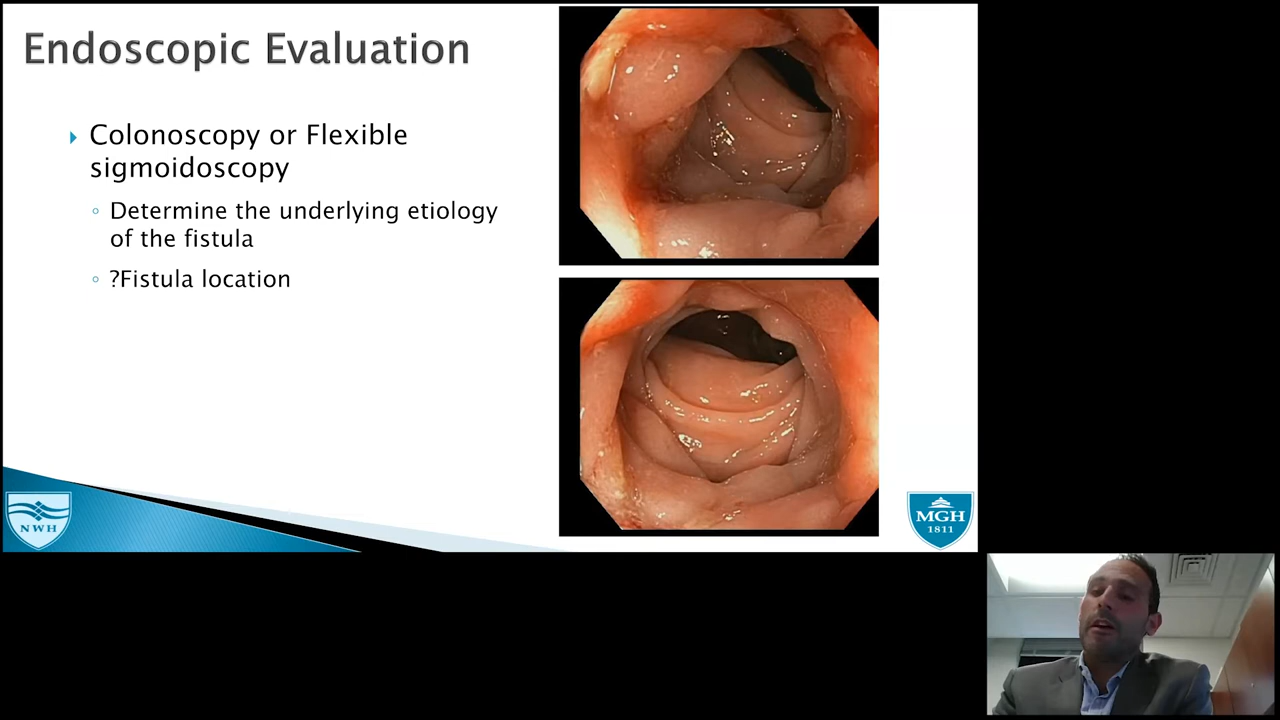 Endoscopic Evaluation
Colonoscopy or Flexible
sigmoidoscopy
Determine the underlying etiology
of the fistula
?Fistula location
NWH
MGH
1811